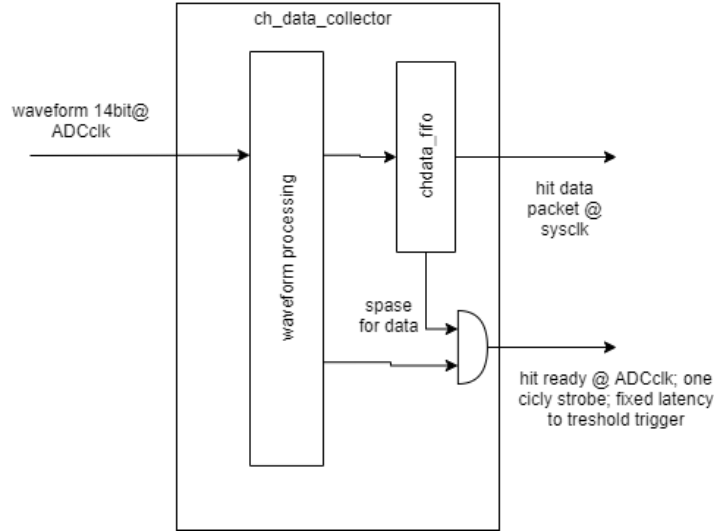 ch_data_collector
waveform 14bit@
ADCclk
waveform processing
chdata_fifo
hit data
packet @
sysclk
spase
for data
hit ready @ ADCclk; one
cicly strobe; fixed latency
to treshold trigger